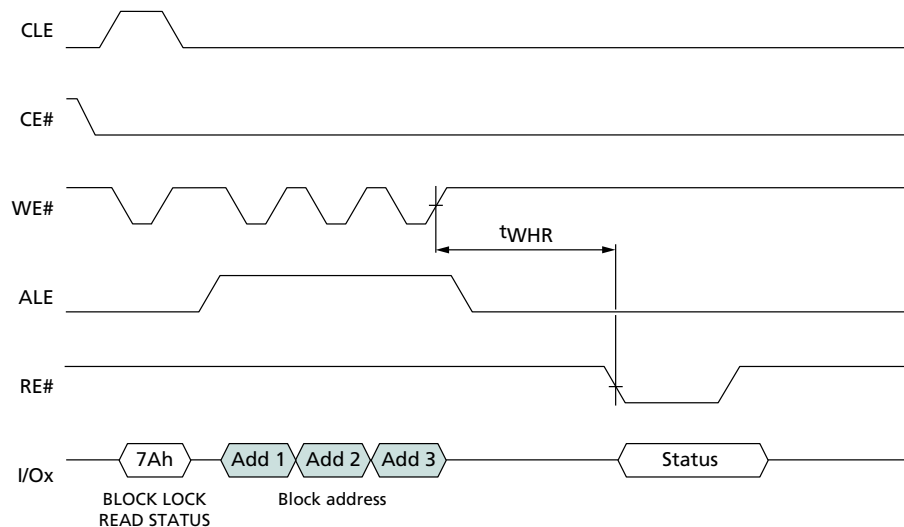 CLE
CE#
WE#
tWHR
ALE
RE#
I/Ox
7Ah
Add 1
Add 2
Add 3
Status
BLOCK LOCK
READ STATUS
Block address